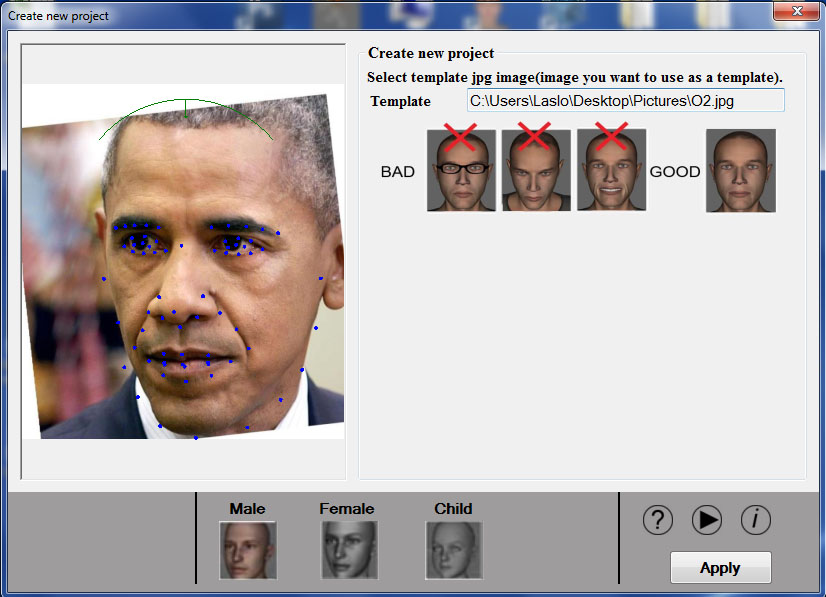 Create new project
Create new project
Select template jpg image(image you want to use as a template).
Template C:\Users\Laslo\Desktop\Pictures\O2.jpg
BAD GOOD
Male Female Child
? i
Apply